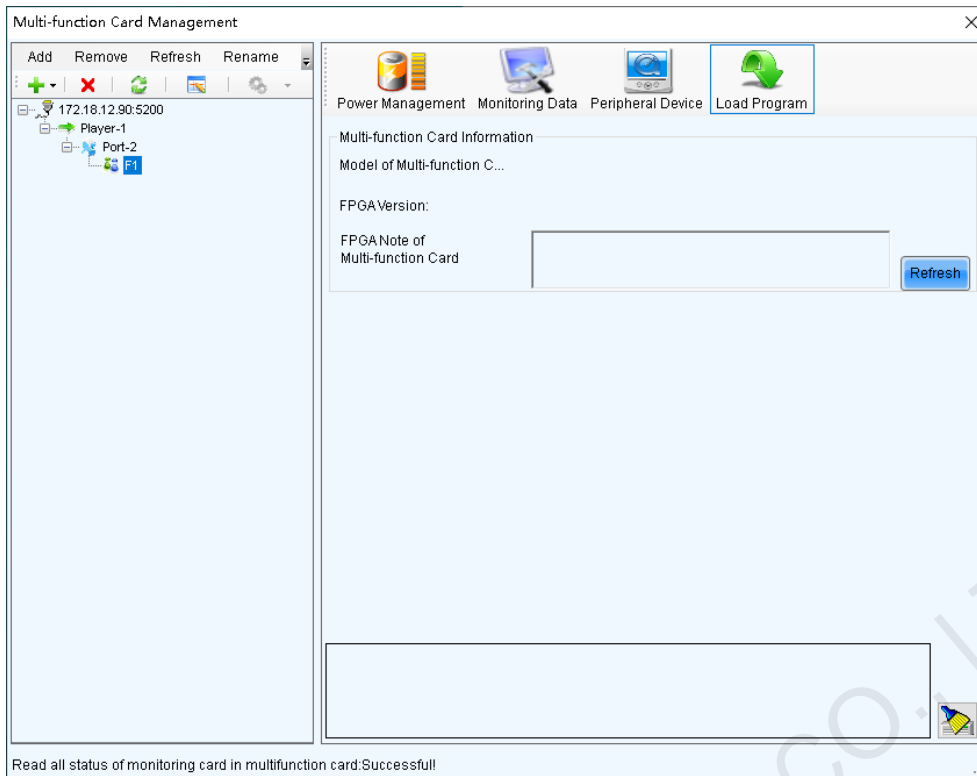 Multi-function Card Management
Add Remove Refresh Rename
172.18.12.90:5200
Player-1
Port-2
F1
Power Management Monitoring Data Peripheral Device Load Program
Multi-function Card Information
Model of Multi-function C...
FPGA Version:
FPGA Note of
Multi-function Card
Refresh
CO.,
Read all status of monitoring card in multifunction card:Successful!